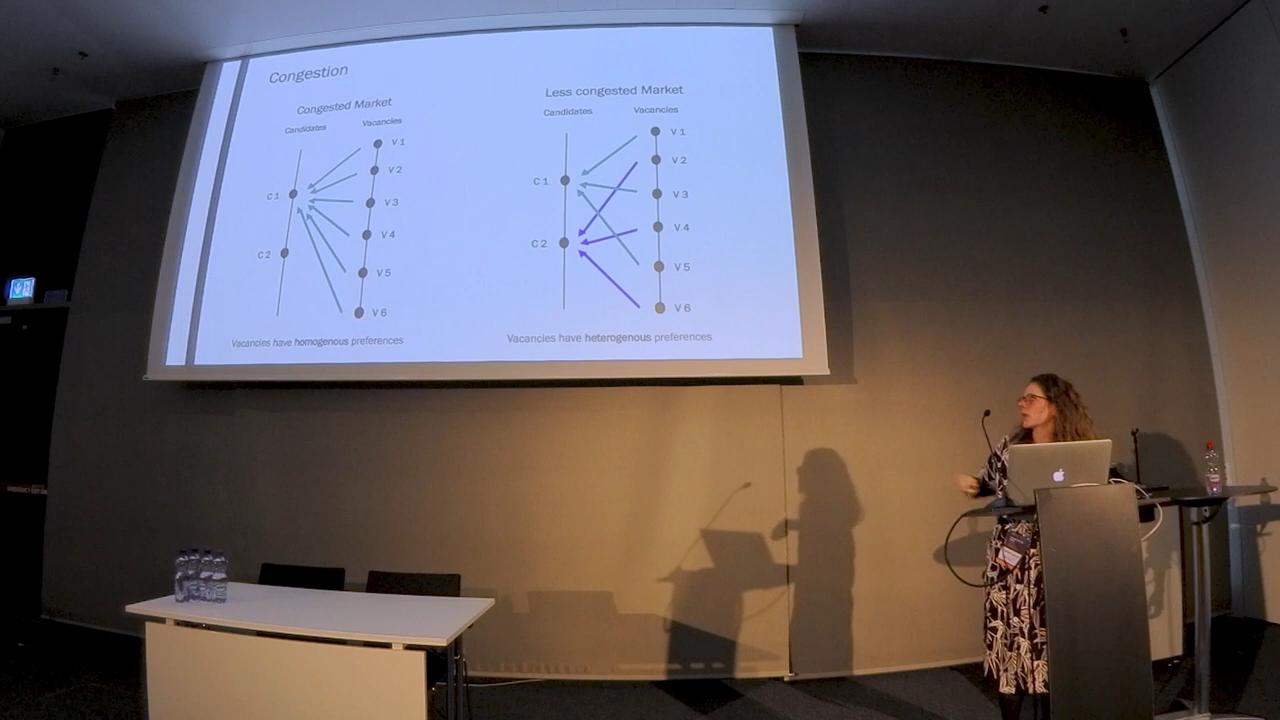 Congestion
Congested Market
Candidates Vacancies
V1
V2
C1
V3
V4
C2
V5
V6
Vacancies have homogenous preferences
Less congested Market
Candidates Vacancies
V1
V2
C1
V3
V4
C2
V5
V6
Vacancies have heterogenous preferences